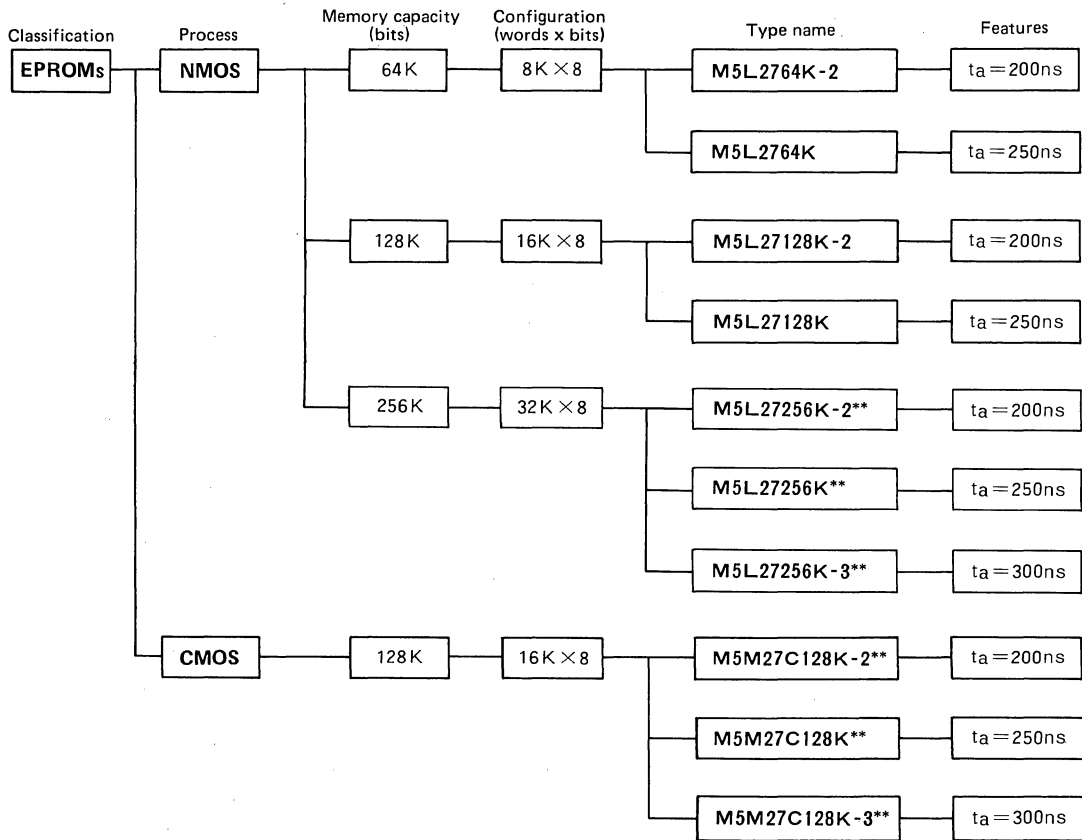 Classification
Process
Memory capacity
(bits)
Configuration
(words x bits)
Type name
Features
EPROMs
NMOS
64K
8K×8
M5L2764K-2
ta=200ns
M5L2764K
ta=250ns
128K
16K×8
M5L27128K-2
ta=200ns
M5L27128K
ta=250ns
256K
32K×8
M5L27256K-2**
ta=200ns
M5L27256K**
ta=250ns
M5L27256K-3**
ta=300ns
CMOS
128K
16K×8
M5M27C128K-2**
ta=200ns
M5M27C128K**
ta=250ns
M5M27C128K-3**
ta=300ns